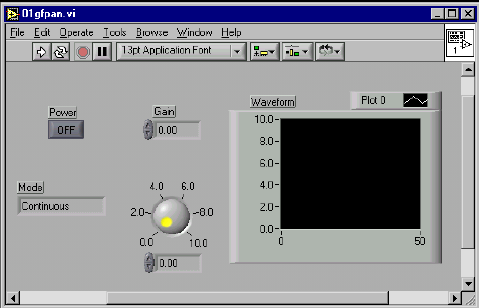 01gfpan.vi
File Edit Operate Tools Browse Window Help
13pt Application Font
1
Power
OFF
Gain
0.00
Mode
Continuous
4.0 6.0
2.0 8.0
0.0 10.0
0.00
Waveform
Plot 0
10.0
8.0
6.0
4.0
2.0
0.0
0 50